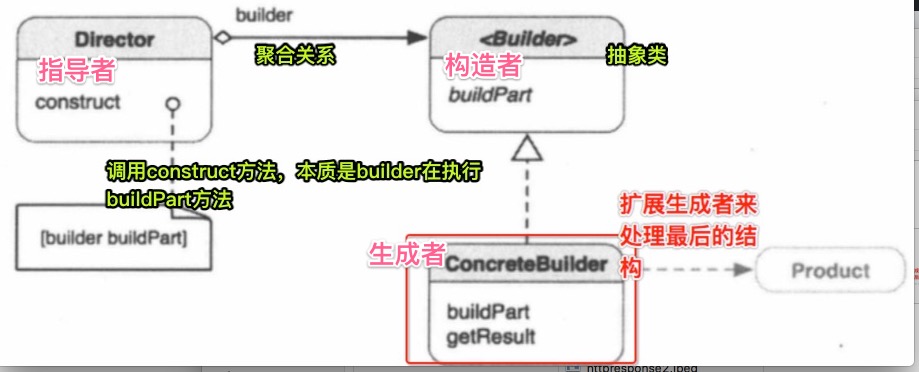 builder
Director
<Builder>
聚合关系
抽象类
指导者
构造者
construct
buildPart
调用construct方法，本质是builder在执行
buildPart方法
[builder buildPart]
扩展生成者来
处理最后的结
构
生成者
ConcreteBuilder
Product
buildPart
getResult
httpresponse2.jpeg